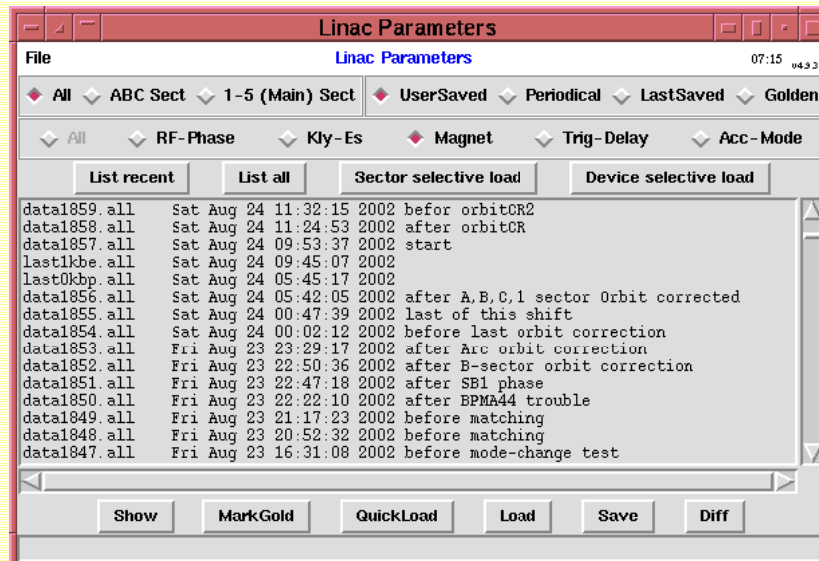 Linac Parameters
File Linac Parameters 07:15 v4.9.3
All ABC Sect 1-5 (Main) Sect UserSaved Periodical LastSaved Golden
All RF-Phase Kly-Es Magnet Trig-Delay Acc-Mode
List recent List all Sector selective load Device selective load
data1859.all Sat Aug 24 11:32:15 2002 befor orbitCR2
data1858.all Sat Aug 24 11:24:53 2002 after orbitCR
data1857.all Sat Aug 24 09:53:37 2002 start
last1kbe.all Sat Aug 24 09:45:07 2002
last0kbp.all Sat Aug 24 05:45:17 2002
data1856.all Sat Aug 24 05:42:05 2002 after A,B,C,1 sector Orbit corrected
data1855.all Sat Aug 24 00:47:39 2002 last of this shift
data1854.all Sat Aug 24 00:02:12 2002 before last orbit correction
data1853.all Fri Aug 23 23:29:17 2002 after Arc orbit correction
data1852.all Fri Aug 23 22:50:36 2002 after B-sector orbit correction
data1851.all Fri Aug 23 22:47:18 2002 after SB1 phase
data1850.all Fri Aug 23 22:22:10 2002 after BPMA44 trouble
data1849.all Fri Aug 23 21:17:23 2002 before matching
data1848.all Fri Aug 23 20:52:32 2002 before matching
data1847.all Fri Aug 23 16:31:08 2002 before mode-change test
Show MarkGold QuickLoad Load Save Diff